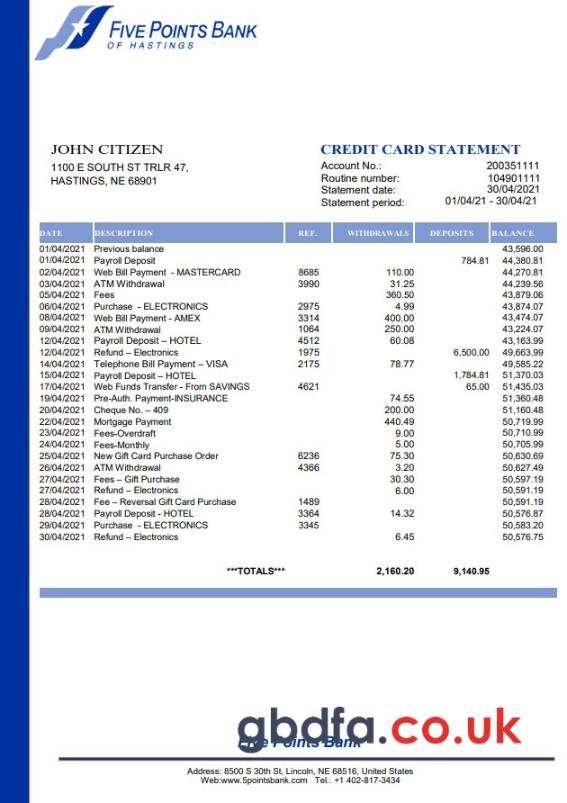 FIVE POINTS BANK
OF HASTINGS
JOHN CITIZEN
1100 E SOUTH ST TRLR 47,
HASTINGS, NE 68901
CREDIT CARD STATEMENT
Account No.: 200351111
Routine number: 104901111
Statement date: 30/04/2021
Statement period: 01/04/21 - 30/04/21
DATE DESCRIPTION REF. WITHDRAWALS DEPOSITS BALANCE
01/04/2021 Previous balance 43,596.00
01/04/2021 Payroll Deposit 784.81 44,380.81
02/04/2021 Web Bill Payment - MASTERCARD 8685 110.00 44,270.81
03/04/2021 ATM Withdrawal 3990 31.25 44,239.56
05/04/2021 Fees 360.50 43,879.06
06/04/2021 Purchase - ELECTRONICS 2975 4.99 43,874.07
08/04/2021 Web Bill Payment - AMEX 3314 400.00 43,474.07
09/04/2021 ATM Withdrawal 1064 250.00 43,224.07
12/04/2021 Payroll Deposit – HOTEL 4512 60.08 43,163.99
12/04/2021 Refund – Electronics 1975 6,500.00 49,663.99
14/04/2021 Telephone Bill Payment – VISA 2175 78.77 49,585.22
15/04/2021 Payroll Deposit – HOTEL 1,784.81 51,370.03
17/04/2021 Web Funds Transfer - From SAVINGS 4621 65.00 51,435.03
19/04/2021 Pre-Auth. Payment-INSURANCE 74.55 51,360.48
20/04/2021 Cheque No. – 409 200.00 51,160.48
22/04/2021 Mortgage Payment 440.49 50,719.99
23/04/2021 Fees-Overdraft 9.00 50,710.99
24/04/2021 Fees-Monthly 5.00 50,705.99
25/04/2021 New Gift Card Purchase Order 6236 75.30 50,630.69
26/04/2021 ATM Withdrawal 4366 3.20 50,627.49
27/04/2021 Fees – Gift Purchase 30.30 50,597.19
27/04/2021 Refund – Electronics 6.00 50,591.19
28/04/2021 Fee – Reversal Gift Card Purchase 1489 50,591.19
28/04/2021 Payroll Deposit - HOTEL 3364 14.32 50,576.87
29/04/2021 Purchase - ELECTRONICS 3345 50,583.20
30/04/2021 Refund – Electronics 6.45 50,576.75
***TOTALS*** 2,160.20 9,140.95
gbdfa.co.uk
Five Points Bank
Address: 8500 S 30th St, Lincoln, NE 68516, United States
Web:www.5pointsbank.com Tel.: +1 402-817-3434